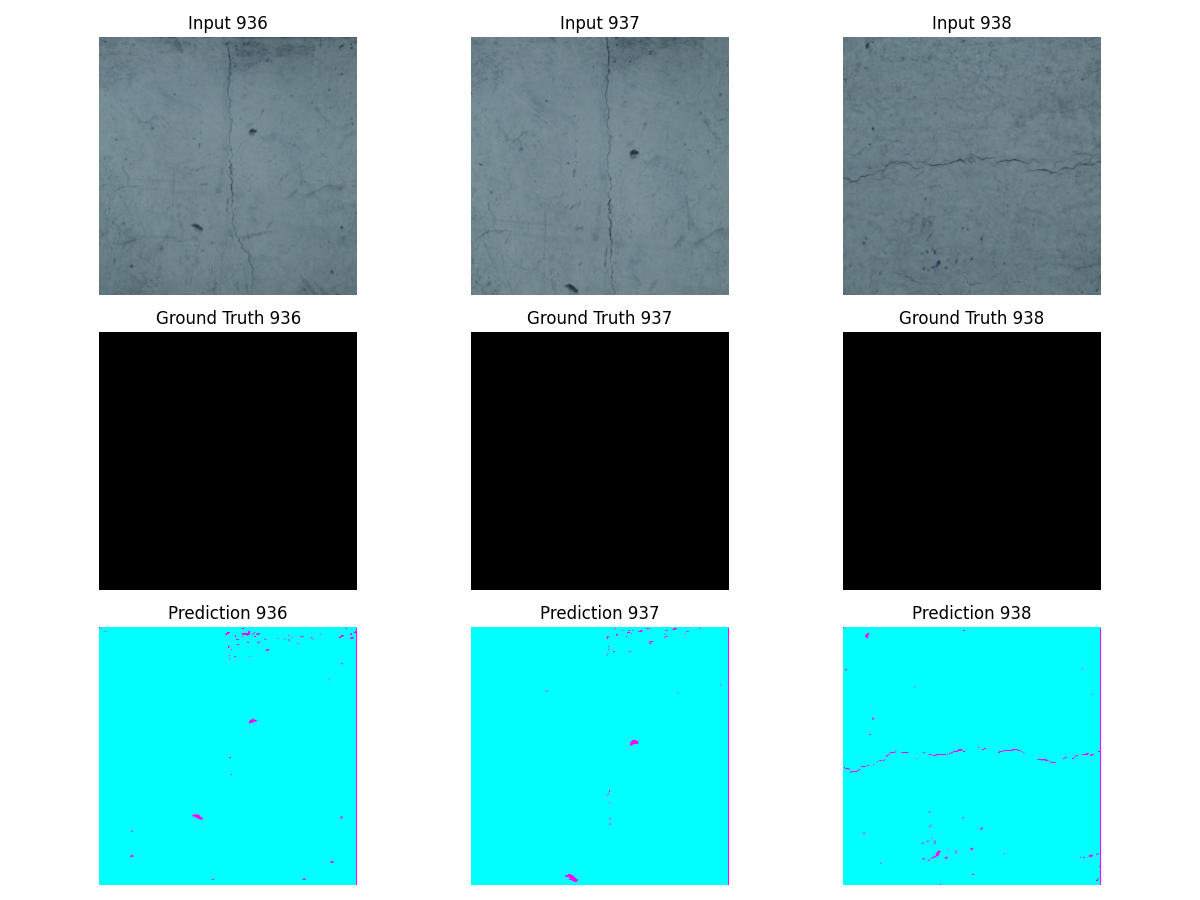 Input 936
Input 937
Input 938
Ground Truth 936
Ground Truth 937
Ground Truth 938
Prediction 936
Prediction 937
Prediction 938